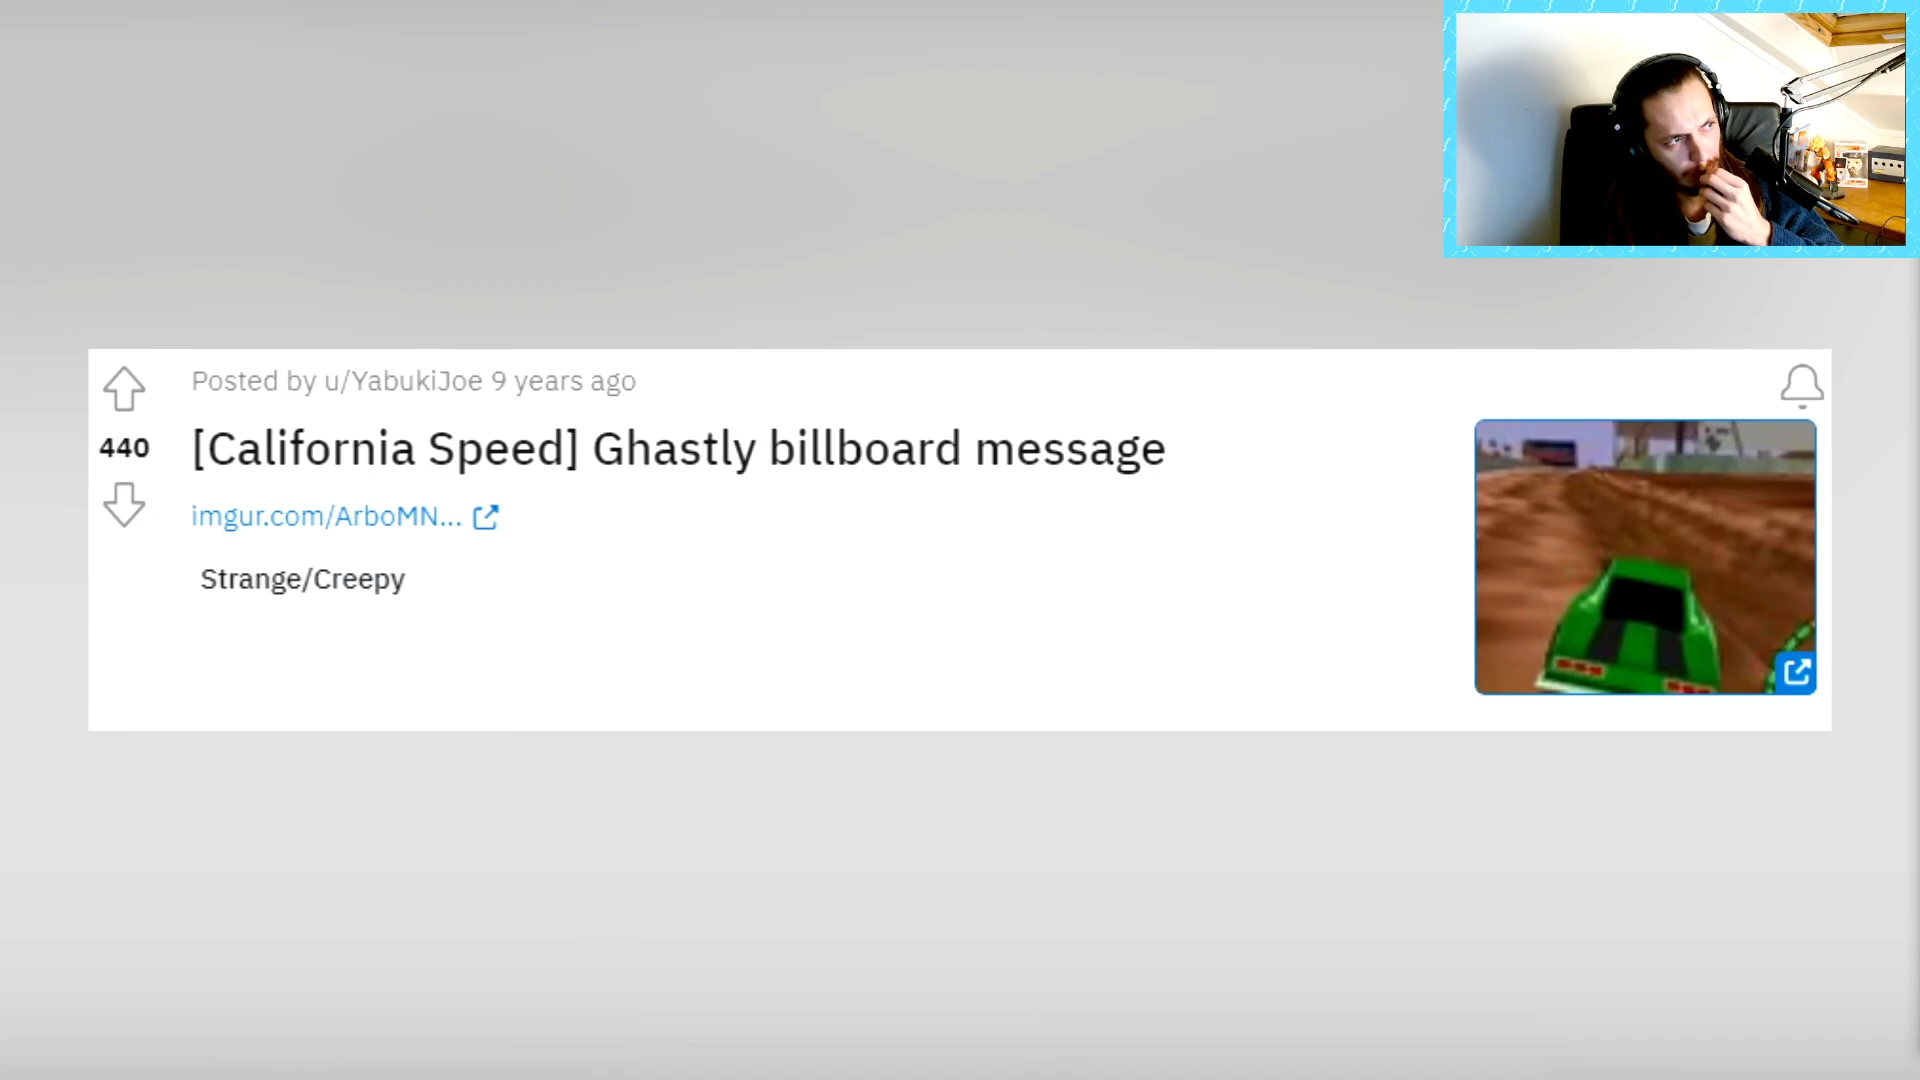 Posted by u/YabukiJoe 9 years ago
440
[California Speed] Ghastly billboard message
imgur.com/ArboMN...
Strange/Creepy